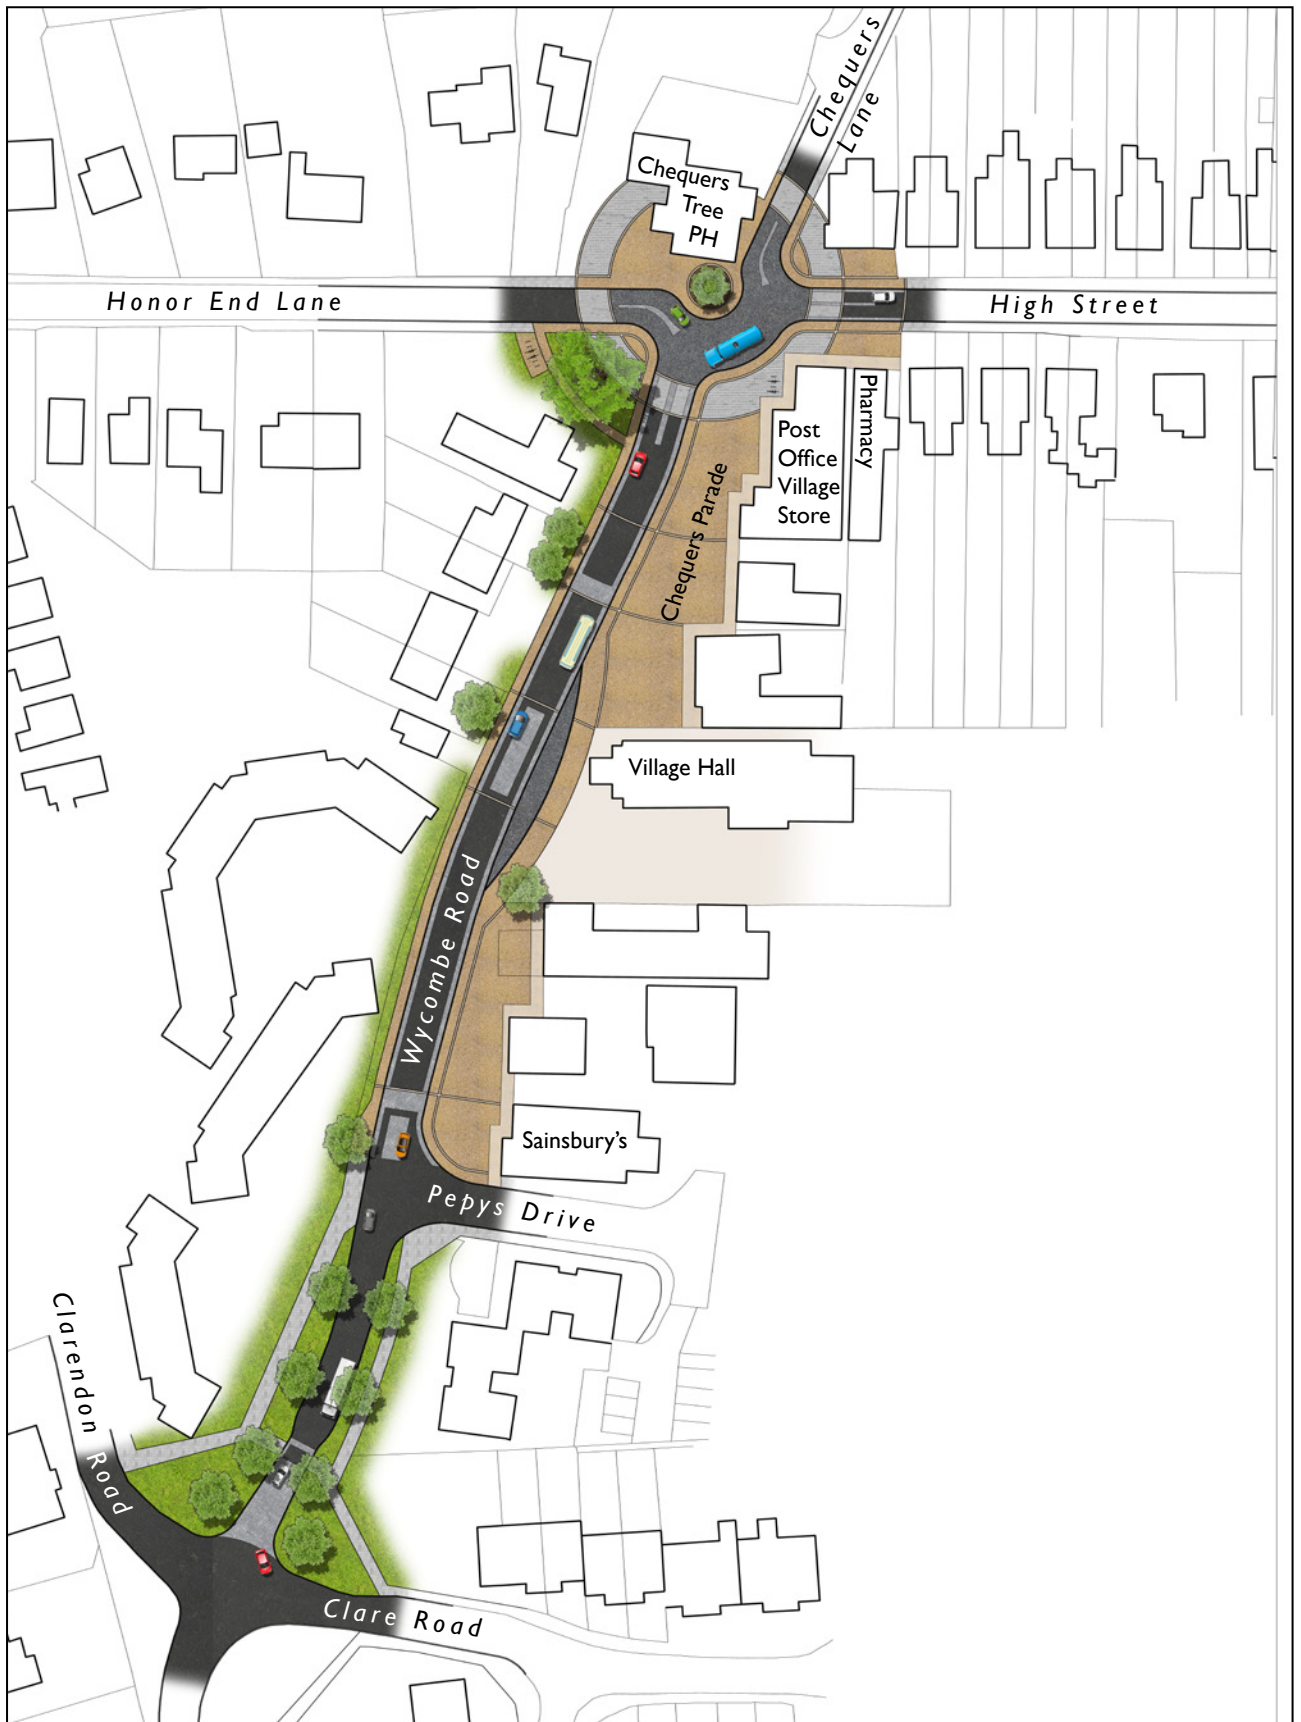 Chequers
Lane
Chequers
Tree
PH
Honor End Lane
High Street
Pharmacy
Post
Office
Village
Store
Chequers Parade
Village Hall
Wycombe Road
Sainsbury's
Pepys Drive
Clarendon Road
Clare Road